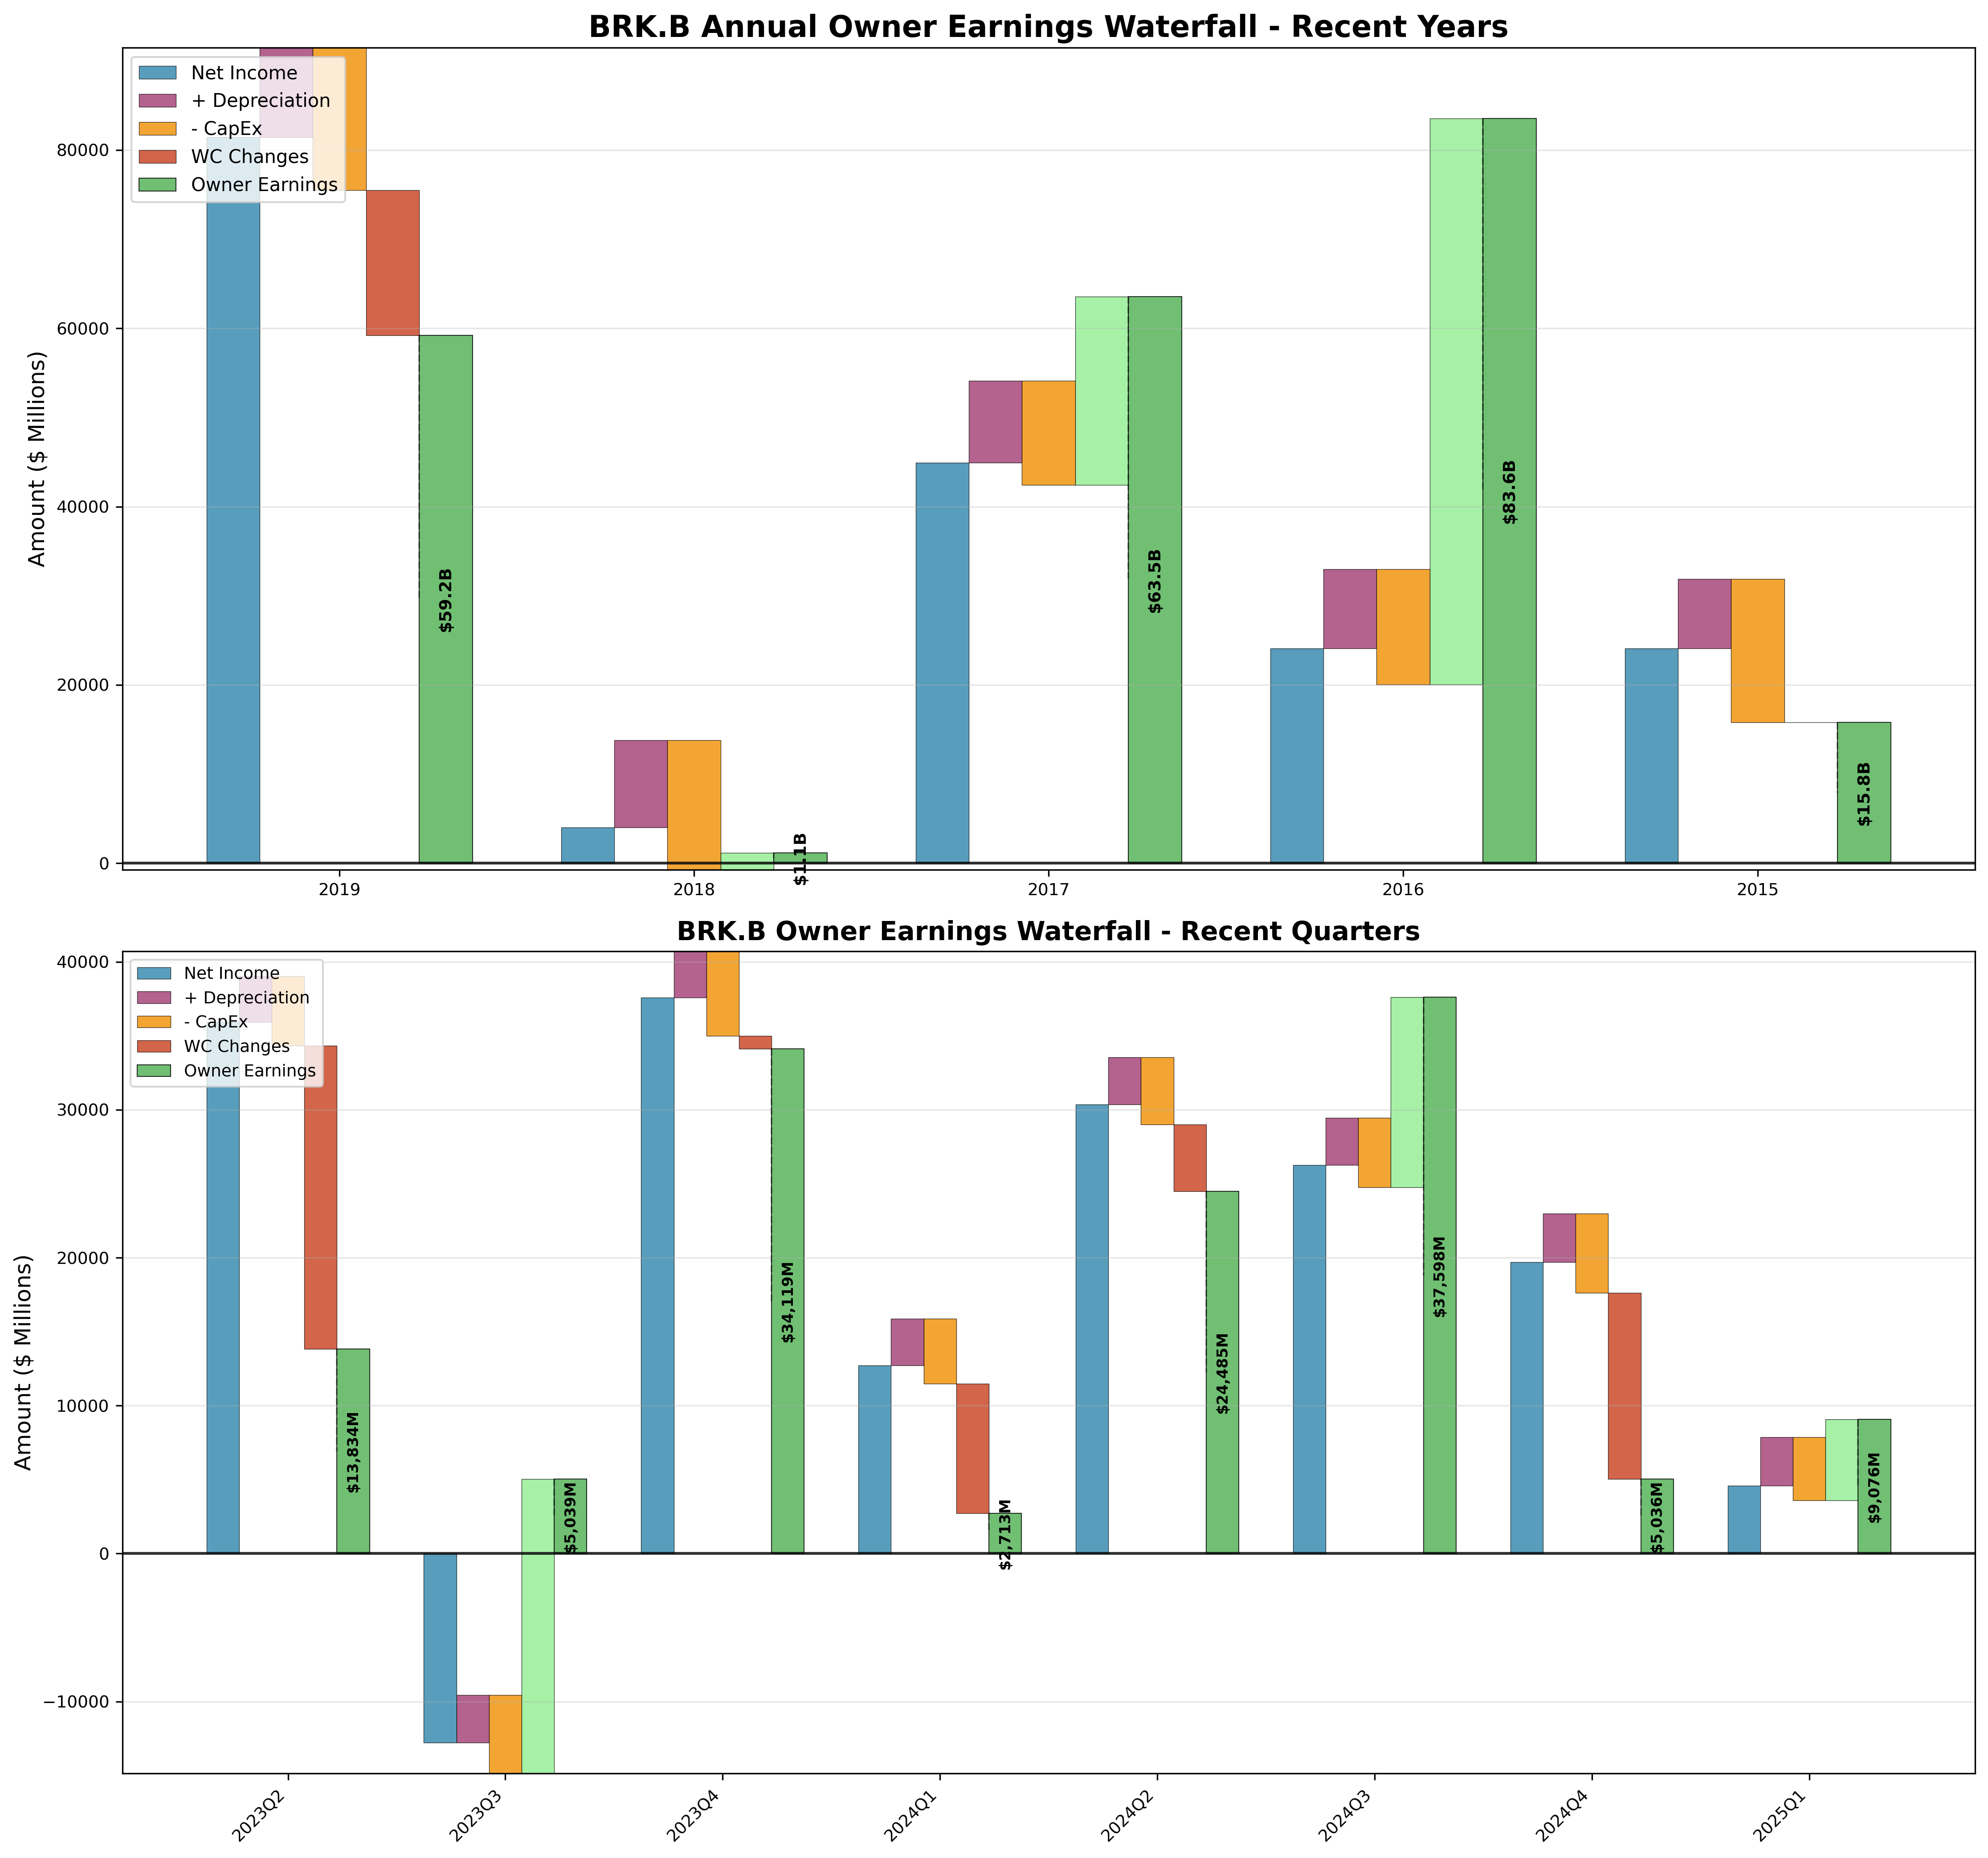 BRK.B Annual Owner Earnings Waterfall - Recent Years
Net Income
+ Depreciation
- CapEx
WC Changes
Owner Earnings
Amount ($ Millions)
80000
60000
40000
20000
0
$59.2B
$1.1B
$63.5B
$83.6B
$15.8B
2019
2018
2017
2016
2015
BRK.B Owner Earnings Waterfall - Recent Quarters
Net Income
+ Depreciation
- CapEx
WC Changes
Owner Earnings
Amount ($ Millions)
40000
30000
20000
10000
0
−10000
$13,834M
$5,039M
$34,119M
$2,713M
$24,485M
$37,598M
$5,036M
$9,076M
2023Q2
2023Q3
2023Q4
2024Q1
2024Q2
2024Q3
2024Q4
2025Q1